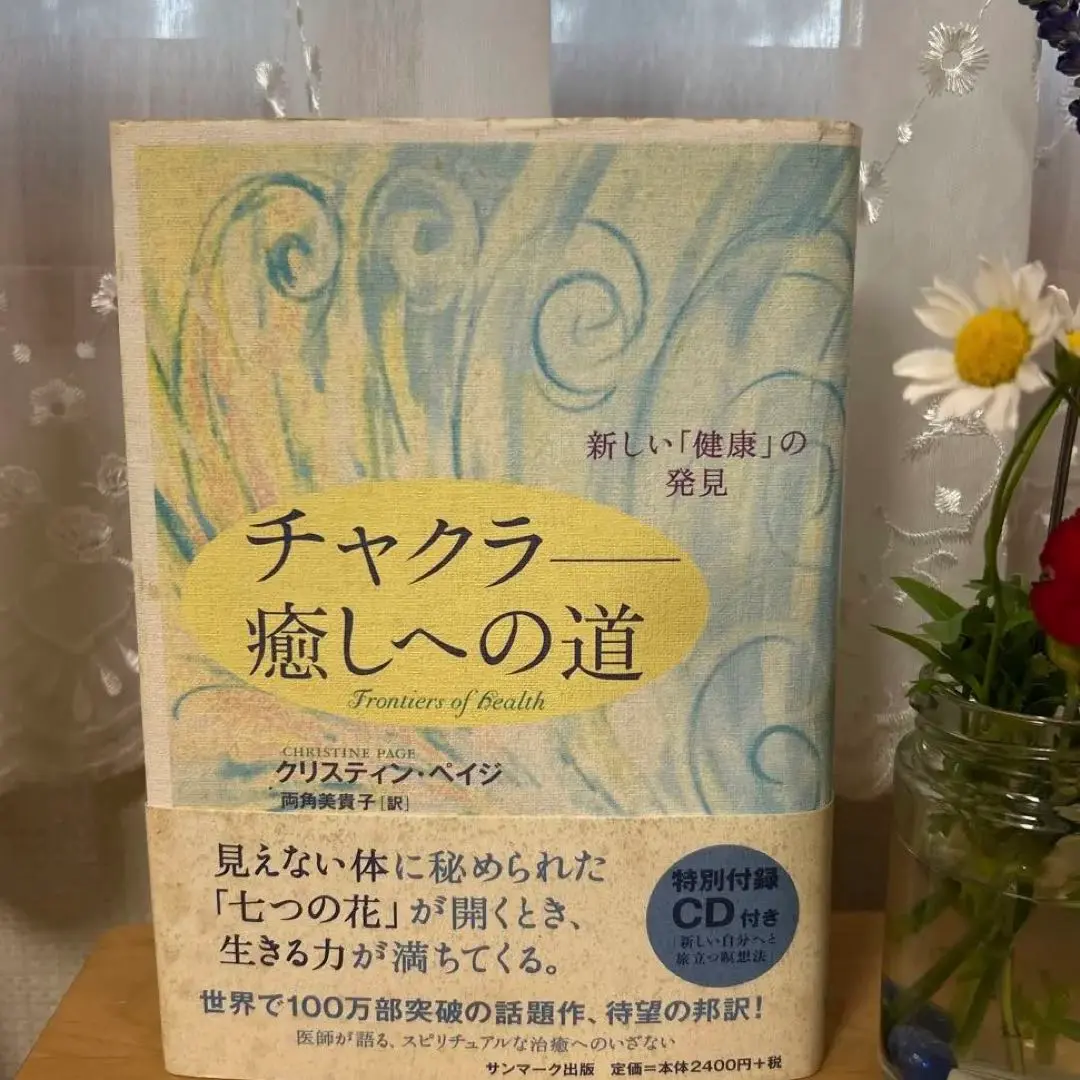 新しい「健康」の
発見
チャクラ――
癒しへの道
Frontiers of health
CHRISTINE PAGE
クリスティン・ペイジ
両角美貴子[訳]
見えない体に秘められた
「七つの花」が開くとき、
生きる力が満ちてくる。
特別付録
CD付き
「新しい自分へと
旅立つ瞑想法」
世界で100万部突破の話題作、待望の邦訳!
医師が語る、スピリチュアルな治癒へのいざない
サンマーク出版 定価=本体2400円+税